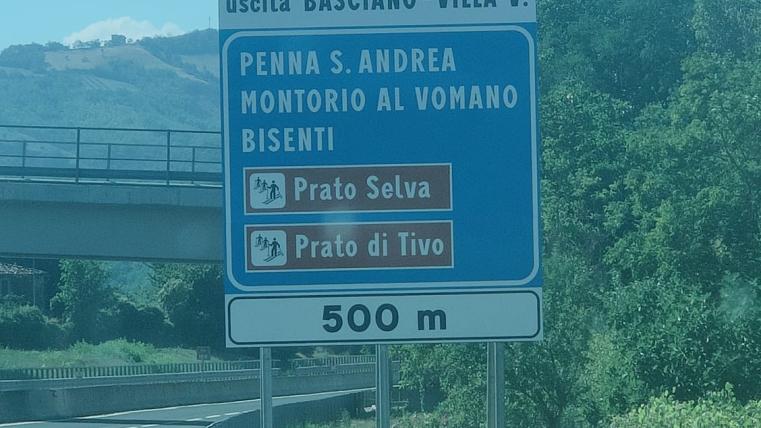 uscita BASCIANO VILLA V.
PENNA S. ANDREA
MONTORIO AL VOMANO
BISENTI
Prato Selva
Prato di Tivo
500 m